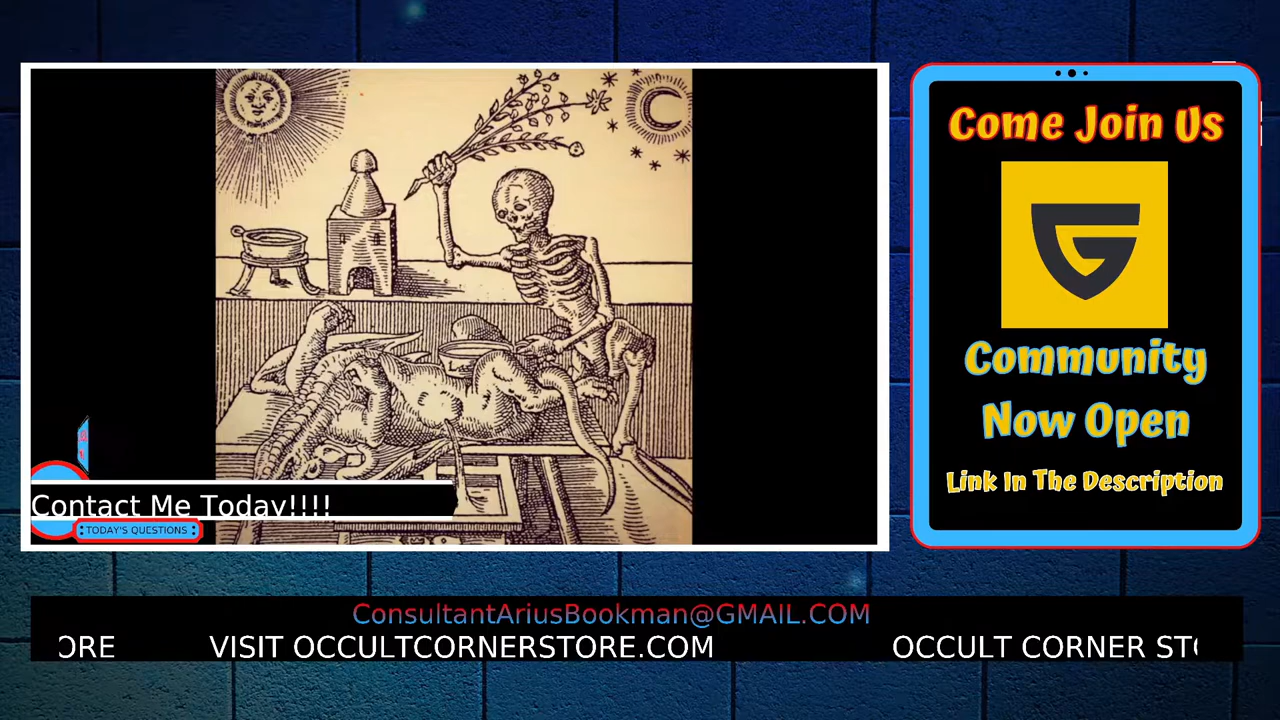 Contact Me Today!!!!
TODAY'S QUESTIONS
Come Join Us
G
Community
Now Open
Link In The Description
ConsultantAriusBookman@GMAIL.COM
ORE VISIT OCCULTCORNERSTORE.COM OCCULT CORNER STO